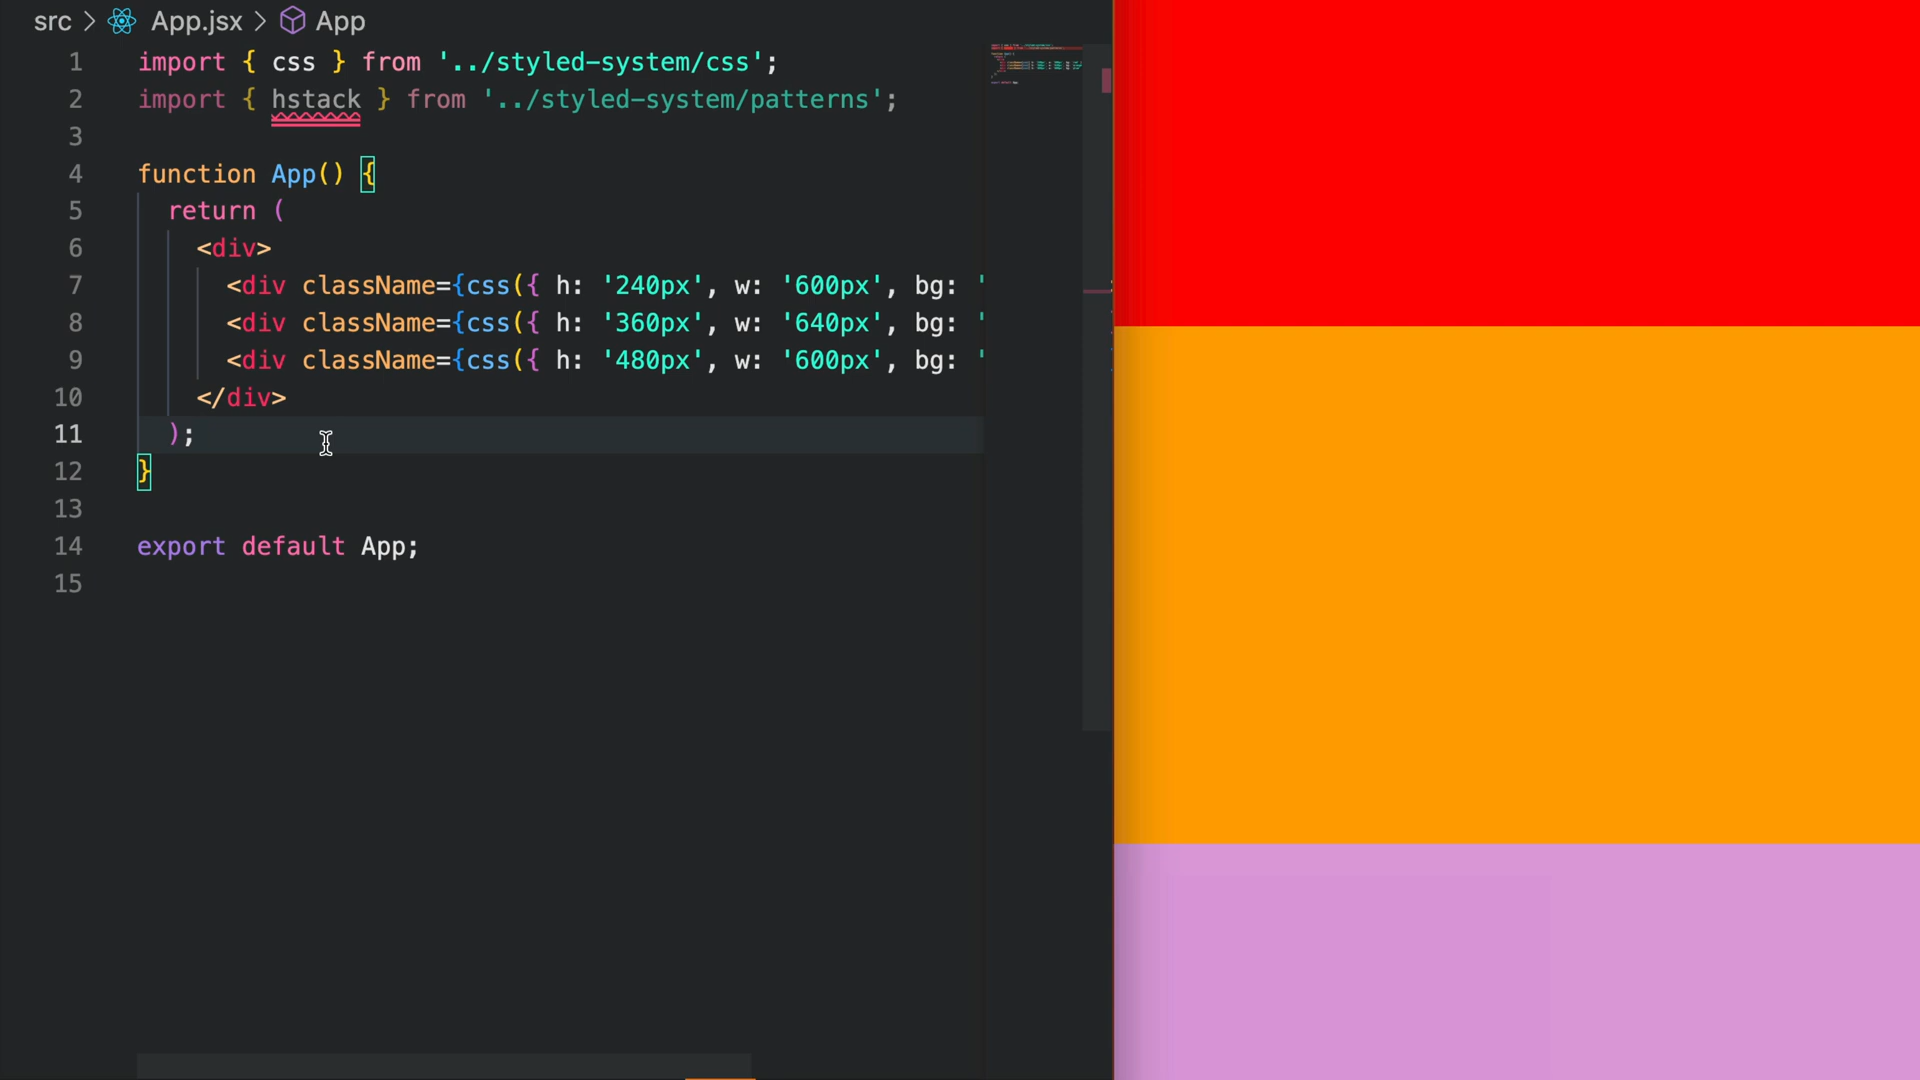 src > App.jsx > App
1 import { css } from '../styled-system/css';
2 import { hstack } from '../styled-system/patterns';
3
4 function App() {
5 return (
6 <div>
7 <div className={css({ h: '240px', w: '600px', bg: '
8 <div className={css({ h: '360px', w: '640px', bg: '
9 <div className={css({ h: '480px', w: '600px', bg: '
10 </div>
11 );
12 }
13
14 export default App;
15